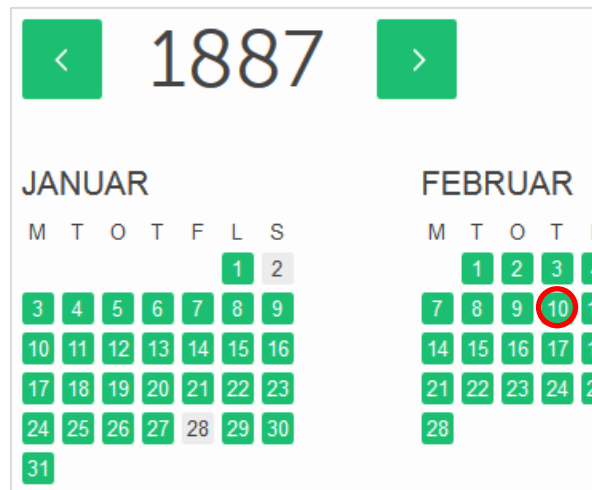 < 1887 >
JANUAR
M T O T F L S
1 2
3 4 5 6 7 8 9
10 11 12 13 14 15 16
17 18 19 20 21 22 23
24 25 26 27 28 29 30
31
FEBRUAR
M T O T
1 2 3
7 8 9 10
14 15 16 17
21 22 23 24
28